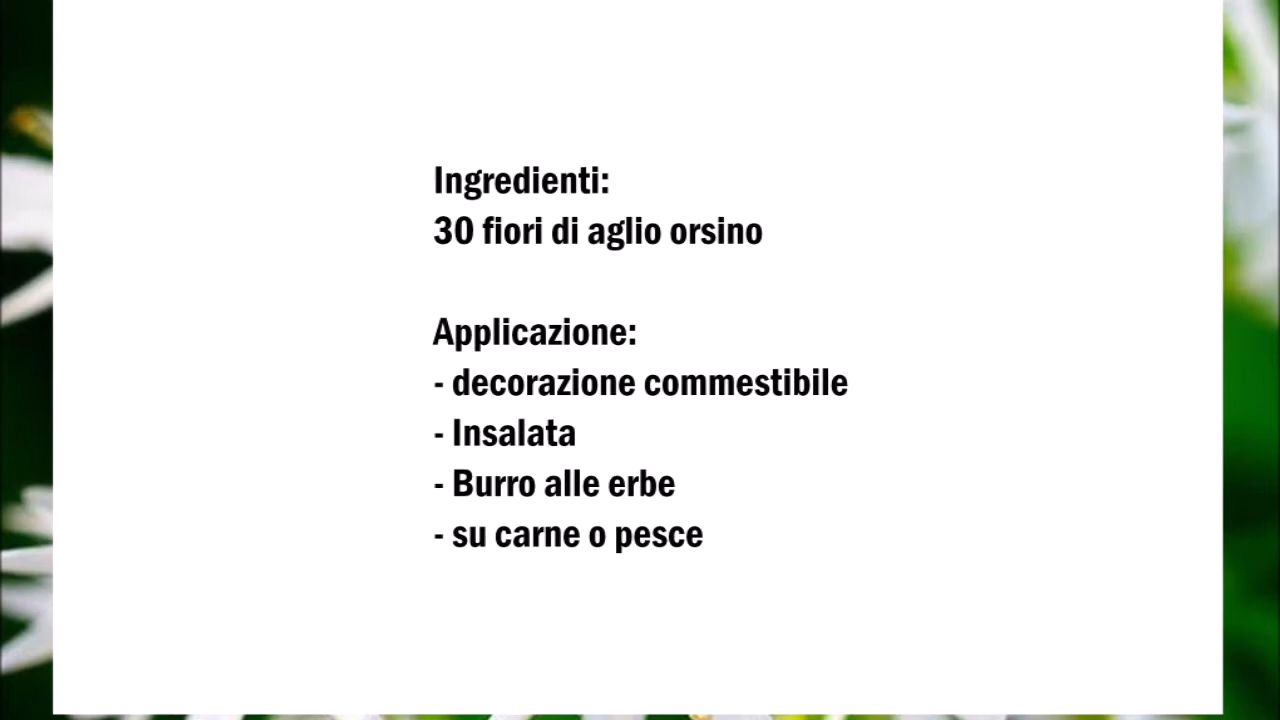 Ingredienti:
30 fiori di aglio orsino
Applicazione:
- decorazione commestibile
- Insalata
- Burro alle erbe
- su carne o pesce